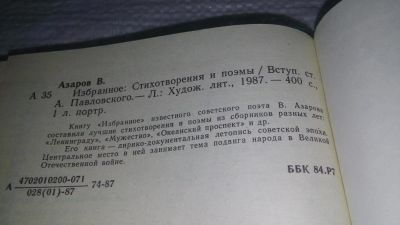 Азаров В.
А 35 Избранное: Стихотворения и поэмы / Вступ. ст.
А. Павловского.— Л.: Худож. лит., 1987.— 400 с.,
1 л. портр.
Книгу «Избранное» известного советского поэта В. Азарова
составили лучшие стихотворения и поэмы из сборников разных лет:
«Ленинграду», «Мужество», «Океанский проспект» и др.
Его книга — лирико-документальная летопись советской эпохи.
Центральное место в ней занимает тема подвига народа в Великой
Отечественной войне.
А 4702010200-071
028(01)-87 74-87
ББК 84.Р7